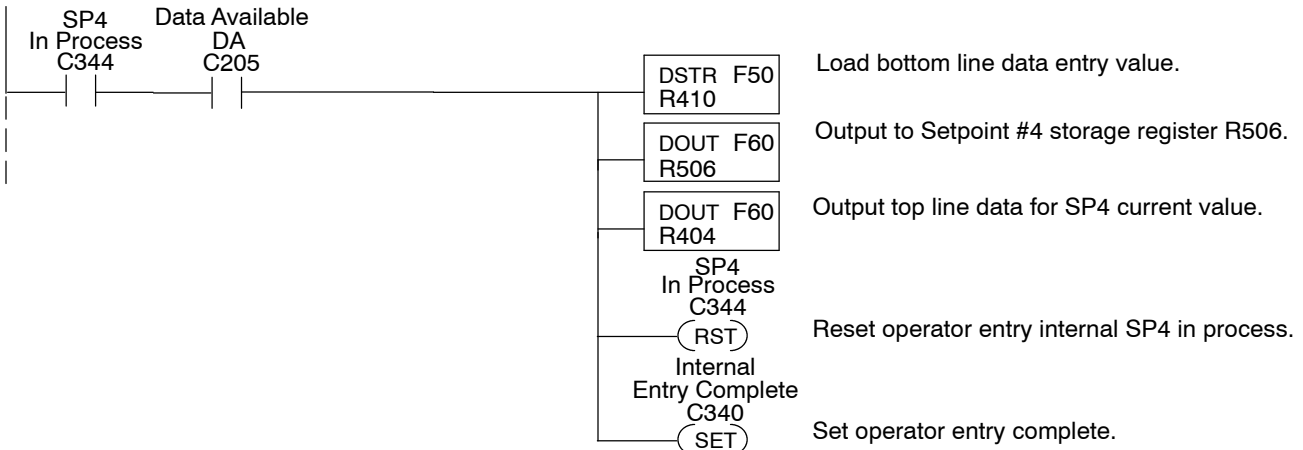 SP4
In Process
C344
Data Available
DA
C205
DSTR F50
R410
Load bottom line data entry value.
DOUT F60
R506
Output to Setpoint #4 storage register R506.
DOUT F60
R404
Output top line data for SP4 current value.
SP4
In Process
C344
RST
Reset operator entry internal SP4 in process.
Internal
Entry Complete
C340
SET
Set operator entry complete.